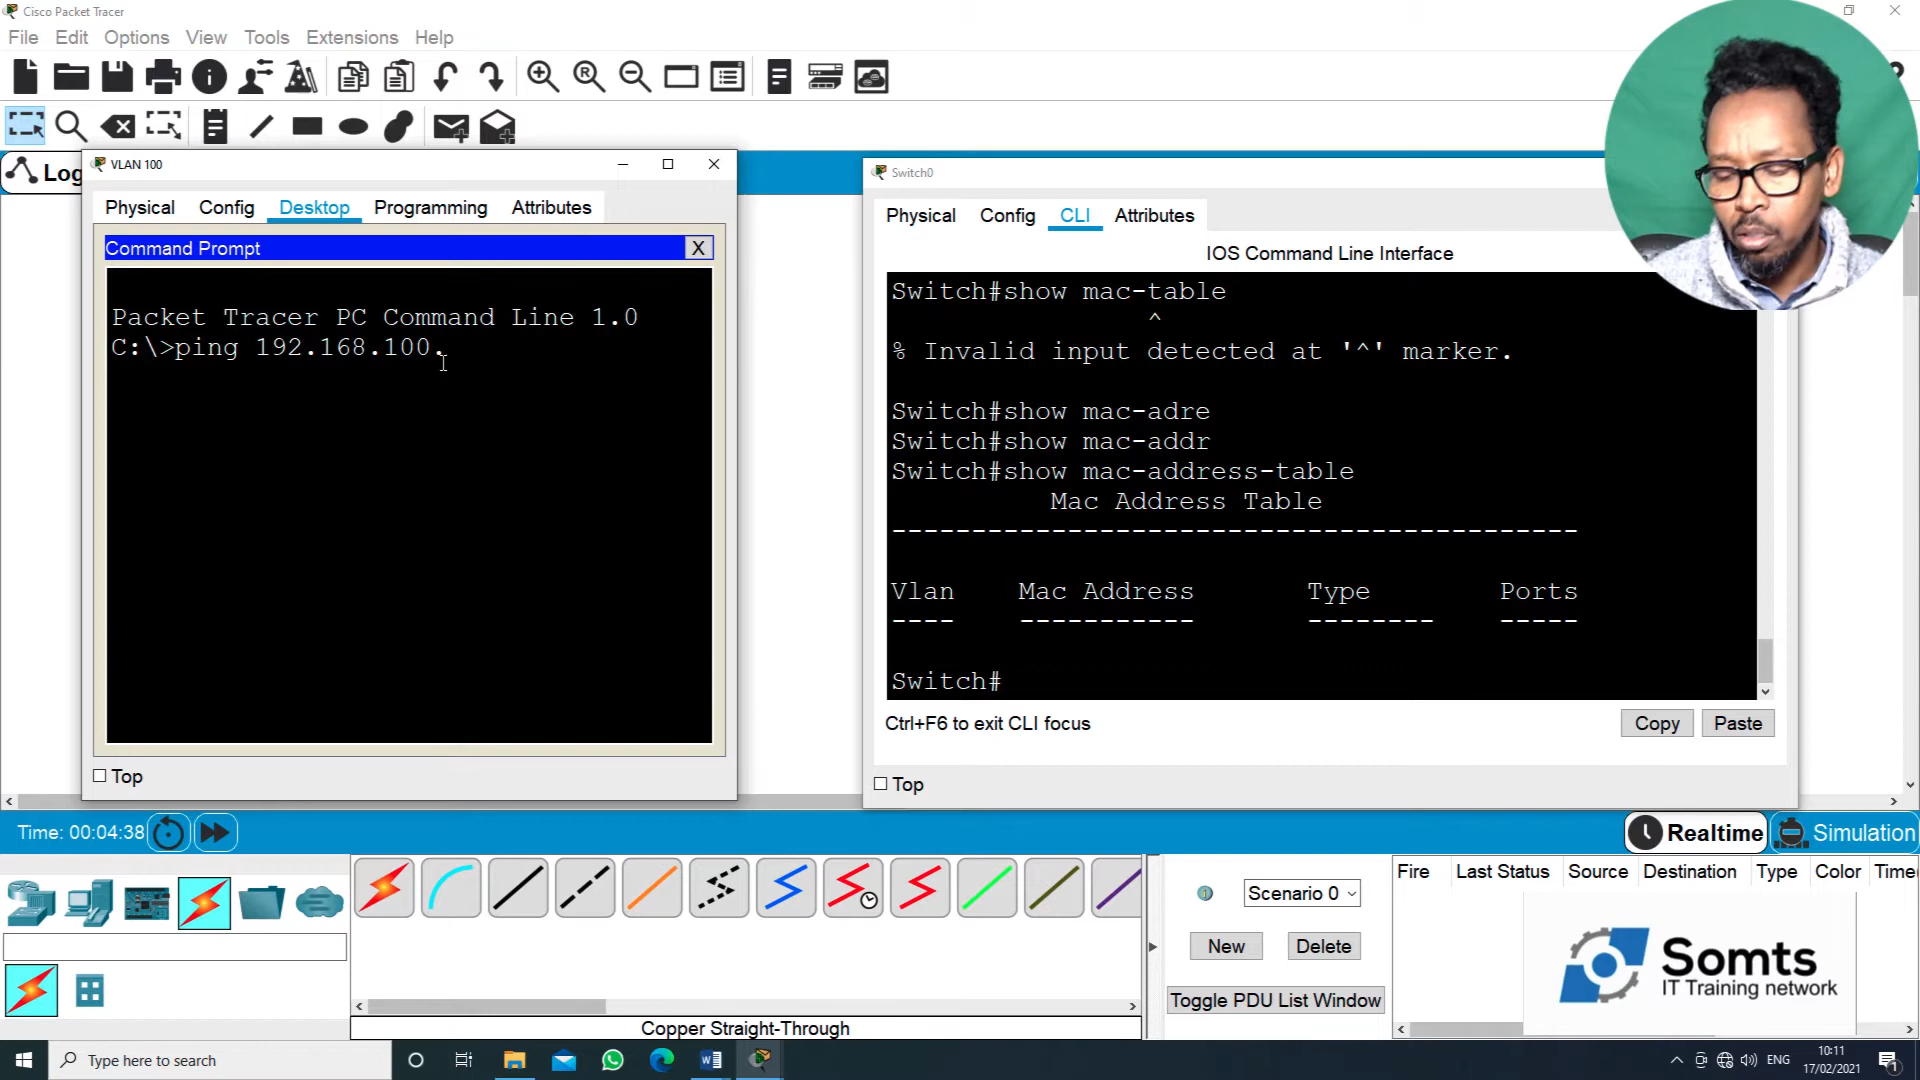 Cisco Packet Tracer
File Edit Options View Tools Extensions Help
Log
VLAN 100
Physical Config Desktop Programming Attributes
Command Prompt X
Packet Tracer PC Command Line 1.0
C:\>ping 192.168.100.
Top
Switch0
Physical Config CLI Attributes
IOS Command Line Interface
Switch#show mac-table
^
% Invalid input detected at '^' marker.
Switch#show mac-adre
Switch#show mac-addr
Switch#show mac-address-table
Mac Address Table
-------------------------------------------
Vlan Mac Address Type Ports
---- ----------- -------- -----
Switch#
Ctrl+F6 to exit CLI focus
Copy Paste
Top
Time: 00:04:38
Realtime Simulation
Scenario 0
New Delete
Toggle PDU List Window
Fire Last Status Source Destination Type Color Time
Copper Straight-Through
Somts
IT Training network
Type here to search
ENG
10:11
17/02/2021
1